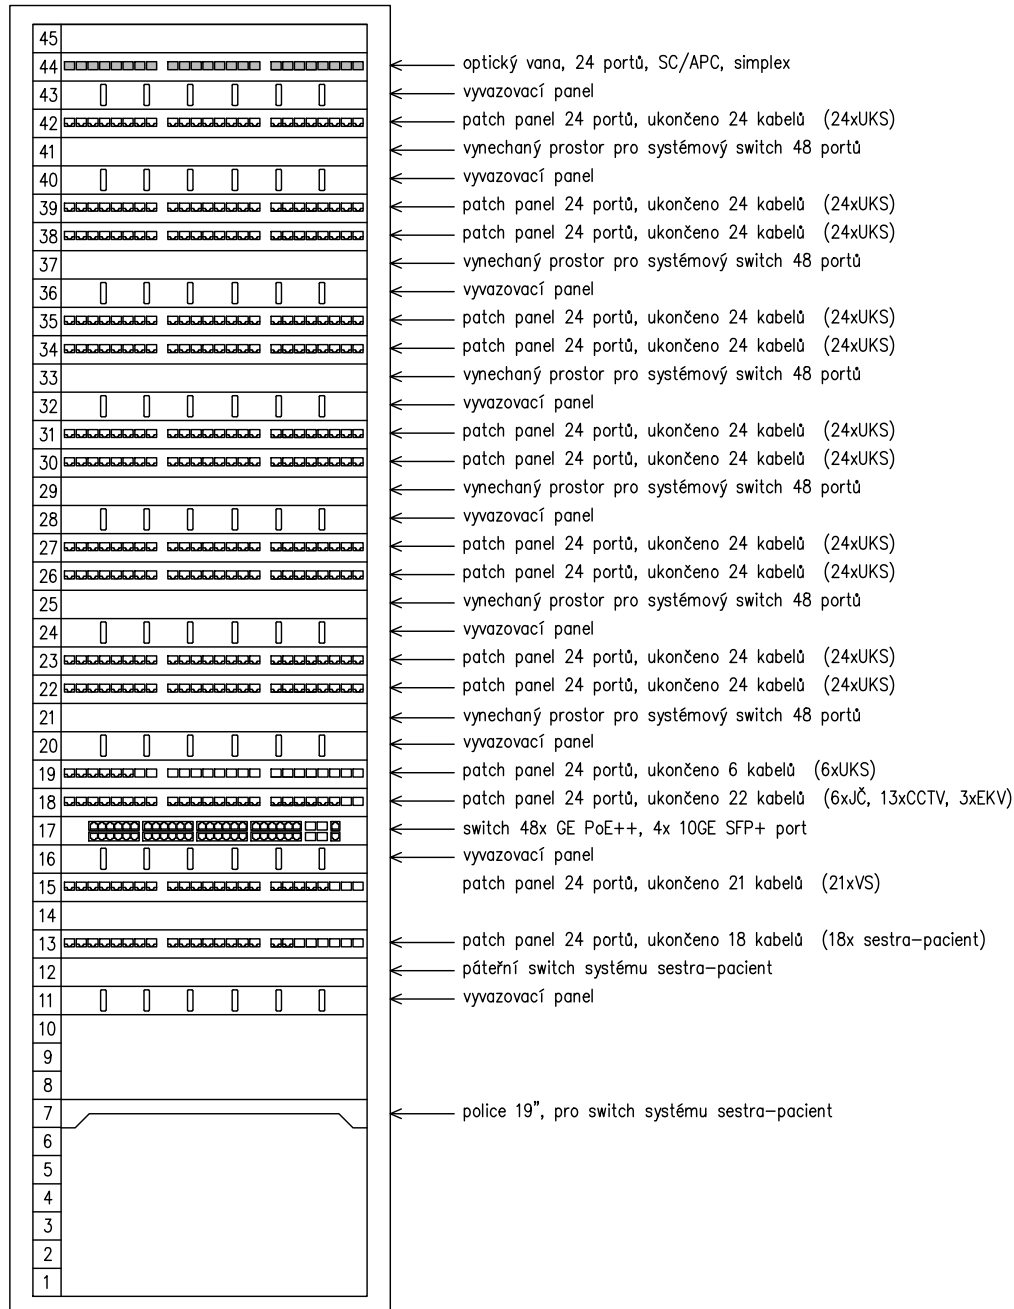 45
44 optický vana, 24 portů, SC/APC, simplex
43 vyvazovací panel
42 patch panel 24 portů, ukončeno 24 kabelů (24xUKS)
41 vynechaný prostor pro systémový switch 48 portů
40 vyvazovací panel
39 patch panel 24 portů, ukončeno 24 kabelů (24xUKS)
38 patch panel 24 portů, ukončeno 24 kabelů (24xUKS)
37 vynechaný prostor pro systémový switch 48 portů
36 vyvazovací panel
35 patch panel 24 portů, ukončeno 24 kabelů (24xUKS)
34 patch panel 24 portů, ukončeno 24 kabelů (24xUKS)
33 vynechaný prostor pro systémový switch 48 portů
32 vyvazovací panel
31 patch panel 24 portů, ukončeno 24 kabelů (24xUKS)
30 patch panel 24 portů, ukončeno 24 kabelů (24xUKS)
29 vynechaný prostor pro systémový switch 48 portů
28 vyvazovací panel
27 patch panel 24 portů, ukončeno 24 kabelů (24xUKS)
26 patch panel 24 portů, ukončeno 24 kabelů (24xUKS)
25 vynechaný prostor pro systémový switch 48 portů
24 vyvazovací panel
23 patch panel 24 portů, ukončeno 24 kabelů (24xUKS)
22 patch panel 24 portů, ukončeno 24 kabelů (24xUKS)
21 vynechaný prostor pro systémový switch 48 portů
20 vyvazovací panel
19 patch panel 24 portů, ukončeno 6 kabelů (6xUKS)
18 patch panel 24 portů, ukončeno 22 kabelů (6xJČ, 13xCCTV, 3xEKV)
17 switch 48x GE PoE++, 4x 10GE SFP+ port
16 vyvazovací panel
15 patch panel 24 portů, ukončeno 21 kabelů (21xVS)
14
13 patch panel 24 portů, ukončeno 18 kabelů (18x sestra-pacient)
12 páteřní switch systému sestra-pacient
11 vyvazovací panel
10
9
8
7 police 19”, pro switch systému sestra-pacient
6
5
4
3
2
1